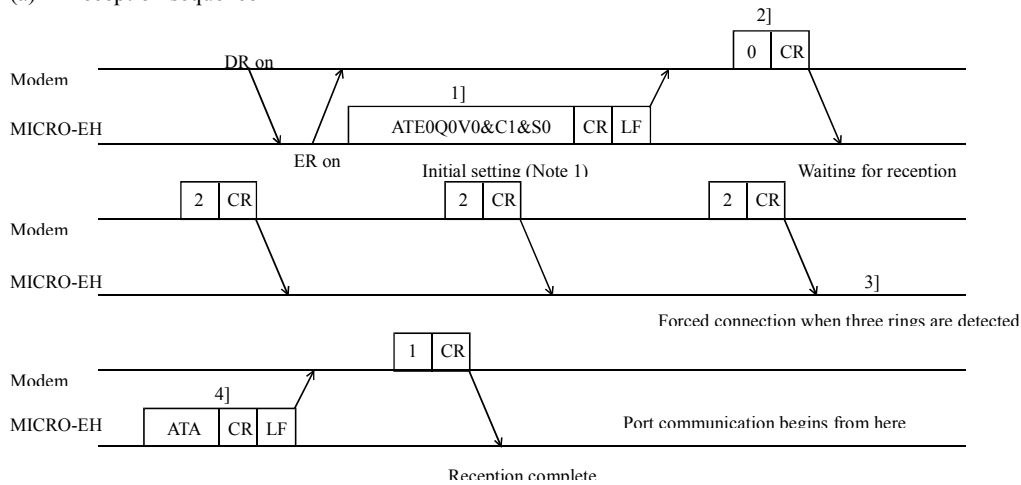 2]
0 CR
DR on
Modem
1]
ATE0Q0V0&C1&S0 CR LF
MICRO-EH
ER on
Initial setting (Note 1)
Waiting for reception
2 CR 2 CR 2 CR
Modem
MICRO-EH
3]
Forced connection when three rings are detected
1 CR
Modem
4]
MICRO-EH
ATA CR LF
Port communication begins from here
Reception complete